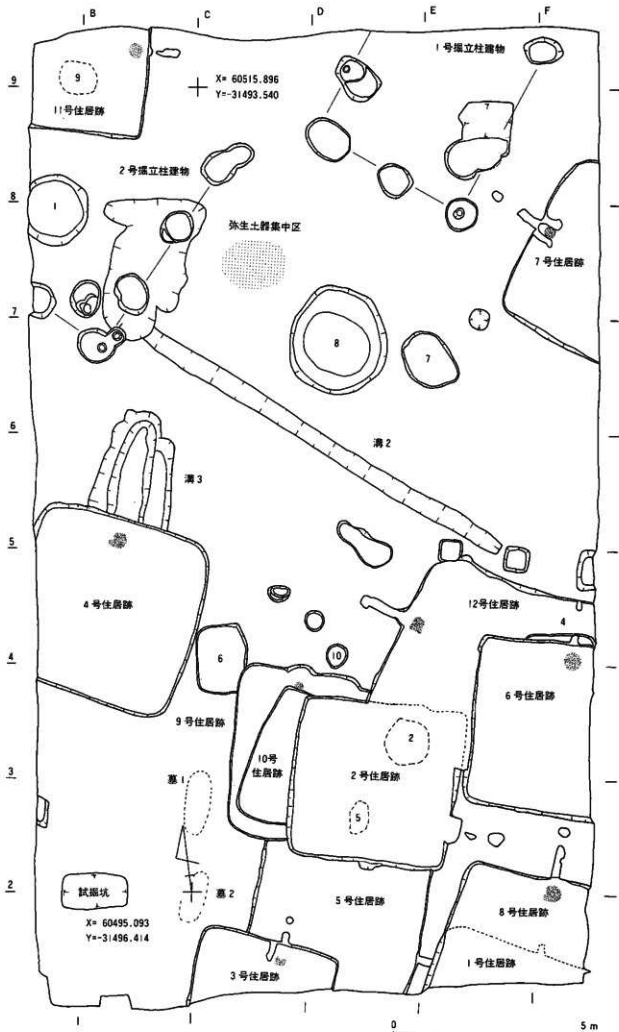 B C D E F
9
8
7
6
5
4
3
2
1号掘立柱建物
X= 60515.896
Y=-31493.540
9
11号住居跡
7
2号掘立柱建物
1
弥生土器集中区
7号住居跡
8
7
溝2
溝3
4号住居跡
12号住居跡
4
6
10
6号住居跡
9号住居跡
2
10号
住居跡
2号住居跡
墓1
5
試掘坑
墓2
5号住居跡
8号住居跡
X= 60495.093
Y=-31496.414
1号住居跡
3号住居跡
0 5m